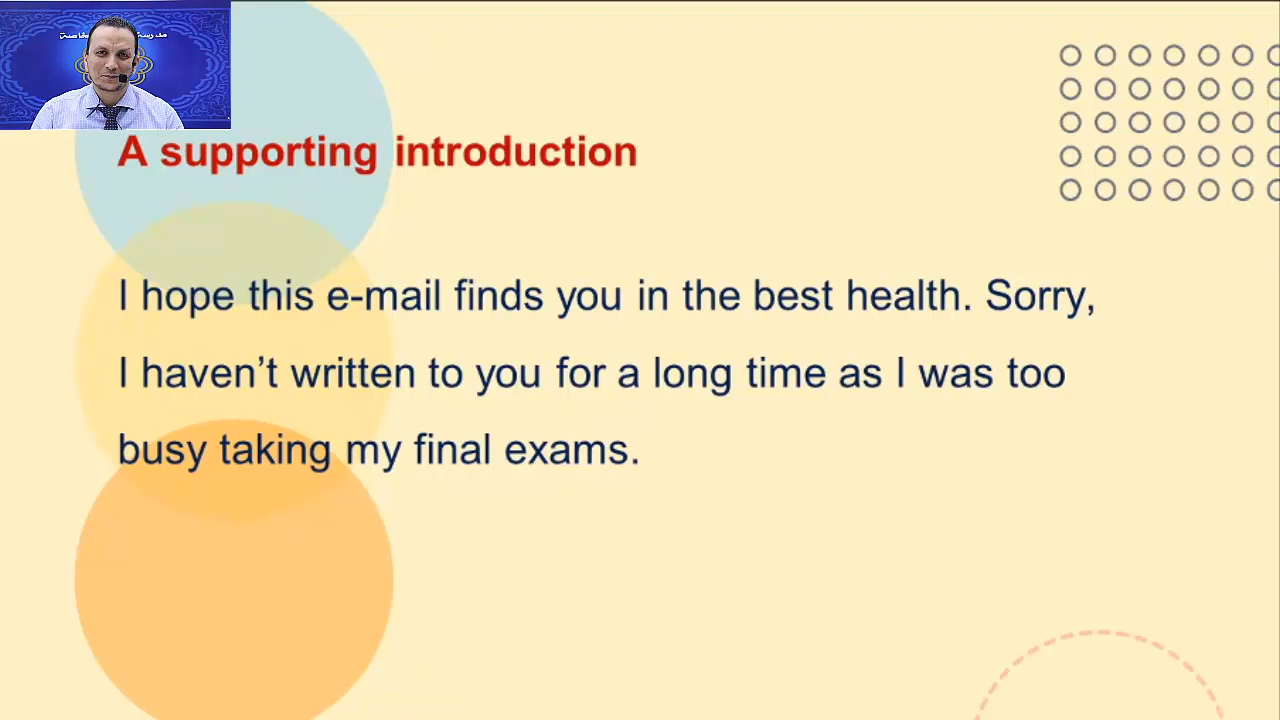 مدرسة
A supporting introduction
I hope this e-mail finds you in the best health. Sorry,
I haven’t written to you for a long time as I was too
busy taking my final exams.